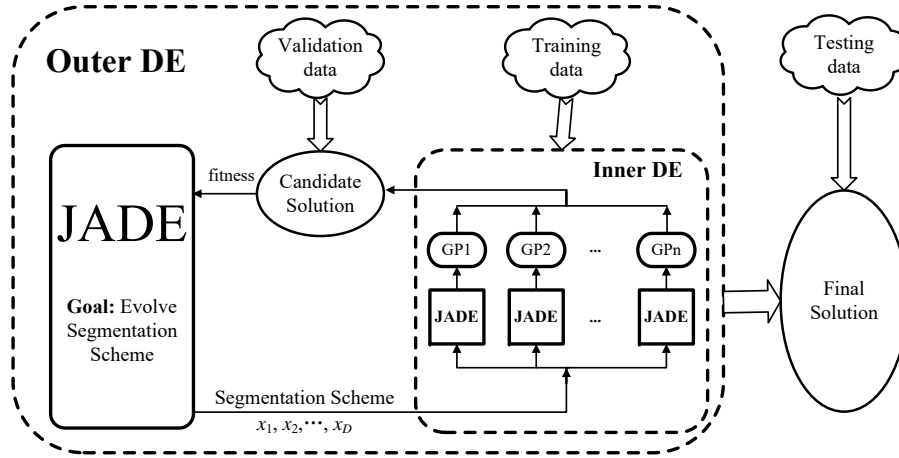 Outer DE
Validation
data
Training
data
Testing
data
Inner DE
fitness
Candidate
Solution
JADE
Goal: Evolve
Segmentation
Scheme
GP1
GP2
...
GPn
JADE
JADE
...
JADE
Final
Solution
Segmentation Scheme
x1, x2,⋯, xD